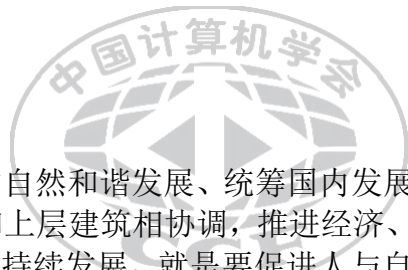 中国计算机学会
自然和谐发展、统筹国内发展
上层建筑相协调，推进经济、
持续发展，就是要促进人与自